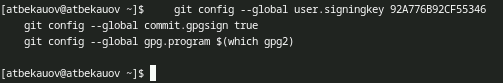 [atbekauov@atbekauov ~]$     git config --global user.signingkey 92A776B92CF55346
    git config --global commit.gpgsign true
    git config --global gpg.program $(which gpg2)
[atbekauov@atbekauov ~]$